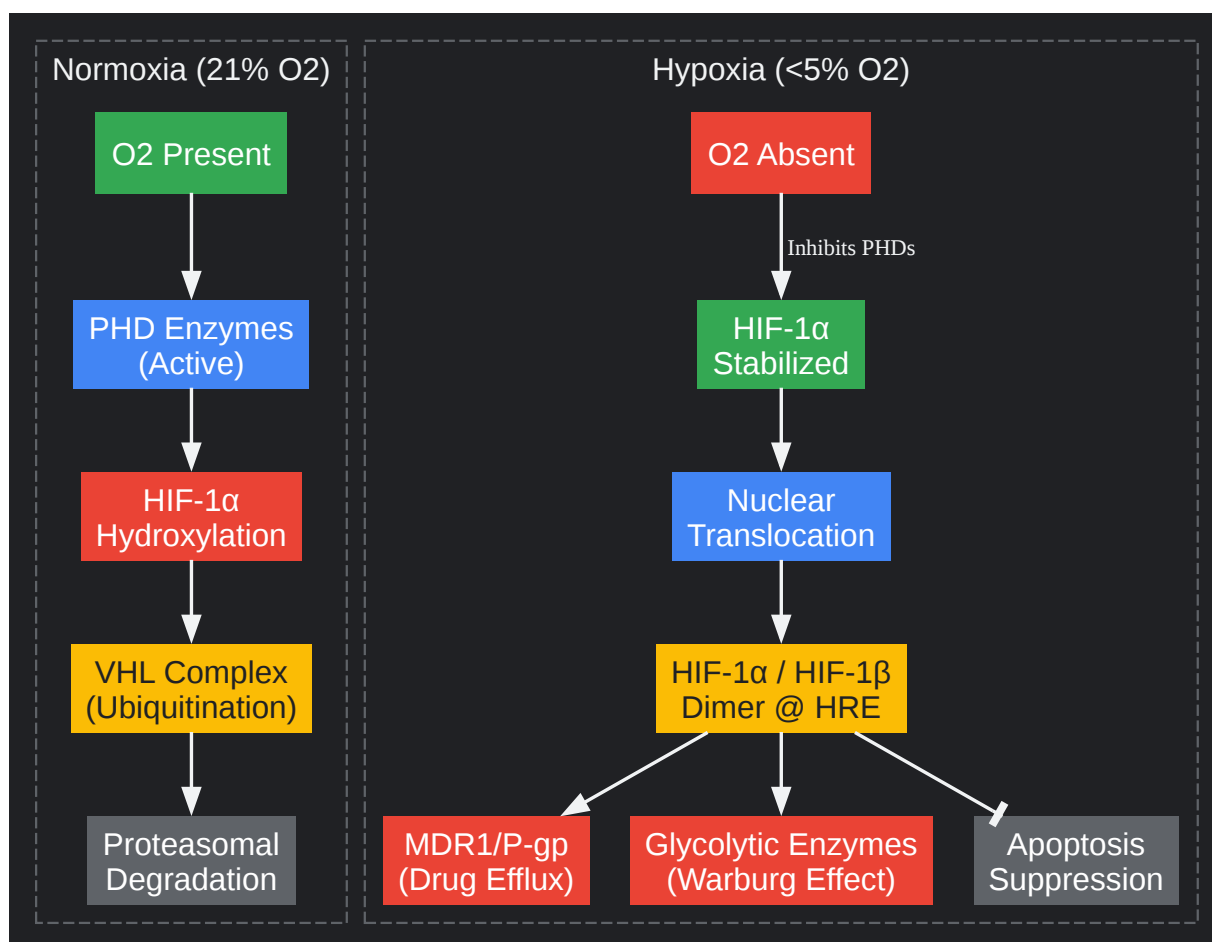 Normoxia (21% O2)
O2 Present
PHD Enzymes
(Active)
HIF-1α
Hydroxylation
VHL Complex
(Ubiquitination)
Proteasomal
Degradation
Hypoxia (<5% O2)
O2 Absent
Inhibits PHDs
HIF-1α
Stabilized
Nuclear
Translocation
HIF-1α / HIF-1β
Dimer @ HRE
MDR1/P-gp
(Drug Efflux)
Glycolytic Enzymes
(Warburg Effect)
Apoptosis
Suppression